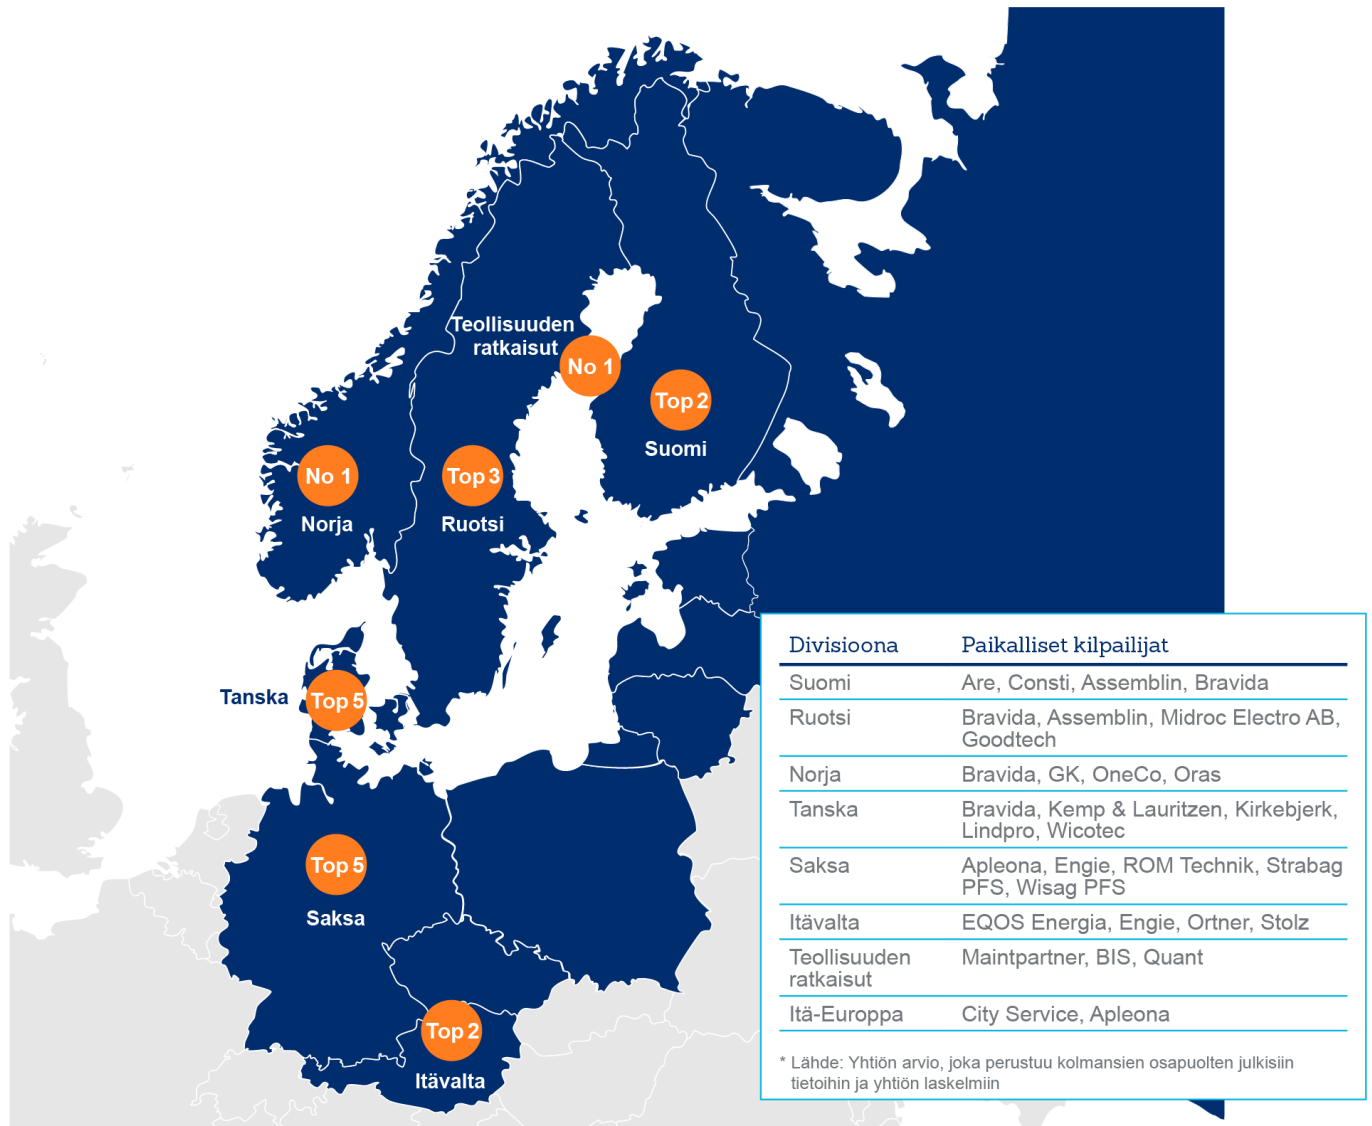 Teollisuuden
ratkaisut
No 1
Top 2
Suomi
No 1
Norja
Top 3
Ruotsi
Tanska
Top 5
Top 5
Saksa
Top 2
Itävalta
Divisioona Paikalliset kilpailijat
Suomi Are, Consti, Assemblin, Bravida
Ruotsi Bravida, Assemblin, Midroc Electro AB,
Goodtech
Norja Bravida, GK, OneCo, Oras
Tanska Bravida, Kemp & Lauritzen, Kirkebjerk,
Lindpro, Wicotec
Saksa Apleona, Engie, ROM Technik, Strabag
PFS, Wisag PFS
Itävalta EQOS Energia, Engie, Ortner, Stolz
Teollisuuden Maintpartner, BIS, Quant
ratkaisut
Itä-Europpa City Service, Apleona
* Lähde: Yhtiön arvio, joka perustuu kolmansien osapuolten julkisiin
tietoihin ja yhtiön laskelmiin